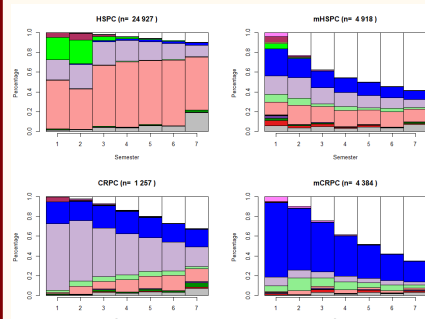 HSPC (n= 24 927 )
mHSPC (n= 4 918 )
Percentage
0.0 0.2 0.4 0.6 0.8 1.0
1 2 3 4 5 6 7
Semester
Percentage
0.0 0.2 0.4 0.6 0.8 1.0
1 2 3 4 5 6 7
Semester
CRPC (n= 1 257 )
mCRPC (n= 4 384 )
Percentage
0.0 0.2 0.4 0.6 0.8 1.0
1 2 3 4 5 6 7
Percentage
0.0 0.2 0.4 0.6 0.8 1.0
1 2 3 4 5 6 7